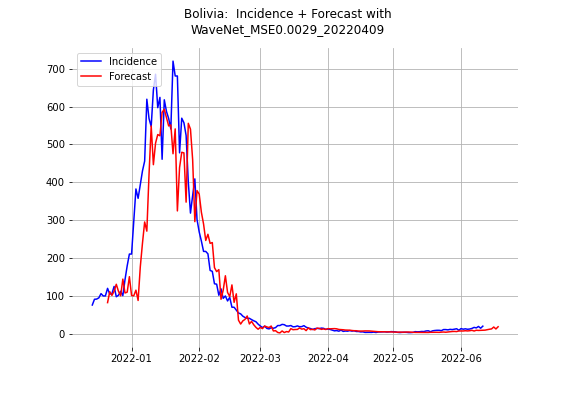 Bolivia:  Incidence + Forecast with
WaveNet_MSE0.0029_20220409
Incidence
Forecast
700
600
500
400
300
200
100
0
2022-01 2022-02 2022-03 2022-04 2022-05 2022-06